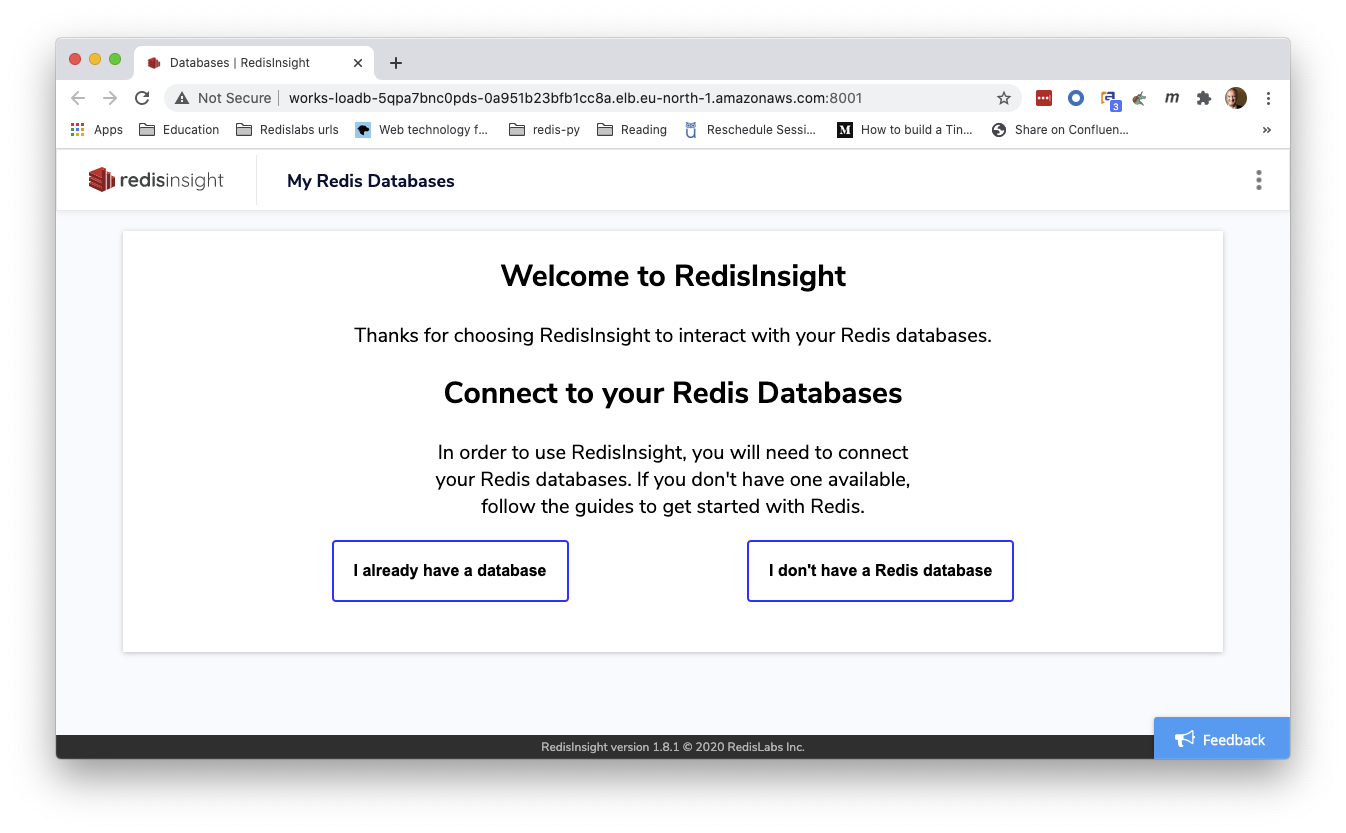 Databases | RedisInsight
Not Secure | works-loadb-5qpa7bnc0pds-0a951b23bfb1cc8a.elb.eu-north-1.amazonaws.com:8001
3
m
Apps Education Redislabs urls Web technology f... redis-py Reading Reschedule Sessi... M How to build a Tin... Share on Confluen... »
redisinsight My Redis Databases
Welcome to RedisInsight
Thanks for choosing RedisInsight to interact with your Redis databases.
Connect to your Redis Databases
In order to use RedisInsight, you will need to connect
your Redis databases. If you don't have one available,
follow the guides to get started with Redis.
I already have a database I don't have a Redis database
RedisInsight version 1.8.1 © 2020 RedisLabs Inc.
Feedback